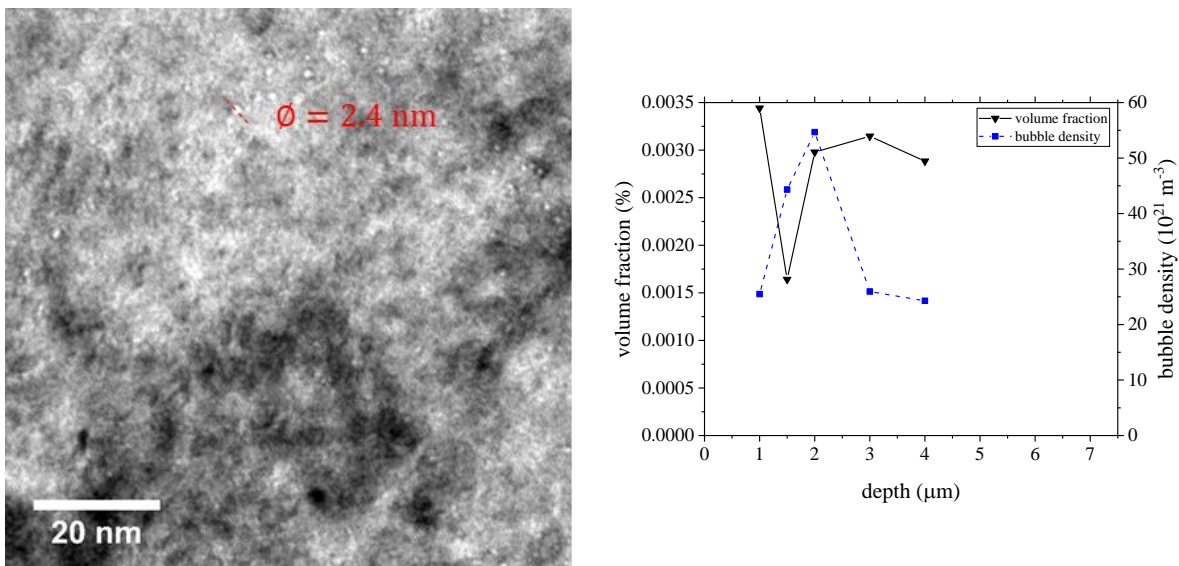 Ø = 2.4 nm
20 nm
volume fraction (%)
0.0035
0.0030
0.0025
0.0020
0.0015
0.0010
0.0005
0.0000
volume fraction
bubble density
60
50
40
30
20
10
0
bubble density (10²¹ m⁻³)
0 1 2 3 4 5 6 7
depth (µm)